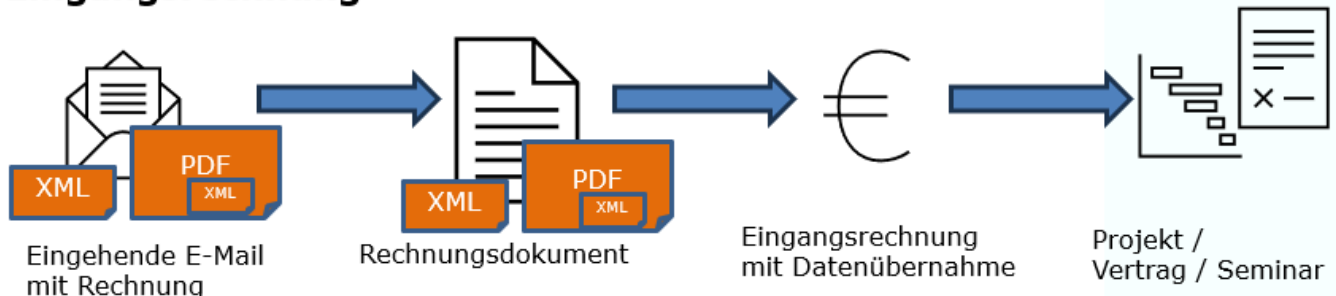 XML
PDF
XML
XML
PDF
XML
Eingehende E-Mail
mit Rechnung
Rechnungsdokument
Eingangsrechnung
mit Datenübernahme
Projekt /
Vertrag / Seminar